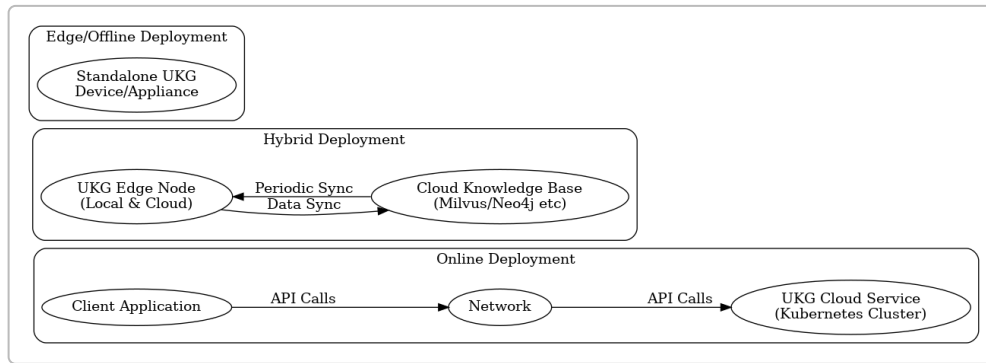 Edge/Offline Deployment
Standalone UKG
Device/Appliance
Hybrid Deployment
UKG Edge Node
(Local & Cloud)
Periodic Sync
Data Sync
Cloud Knowledge Base
(Milvus/Neo4j etc)
Online Deployment
Client Application
API Calls
Network
API Calls
UKG Cloud Service
(Kubernetes Cluster)